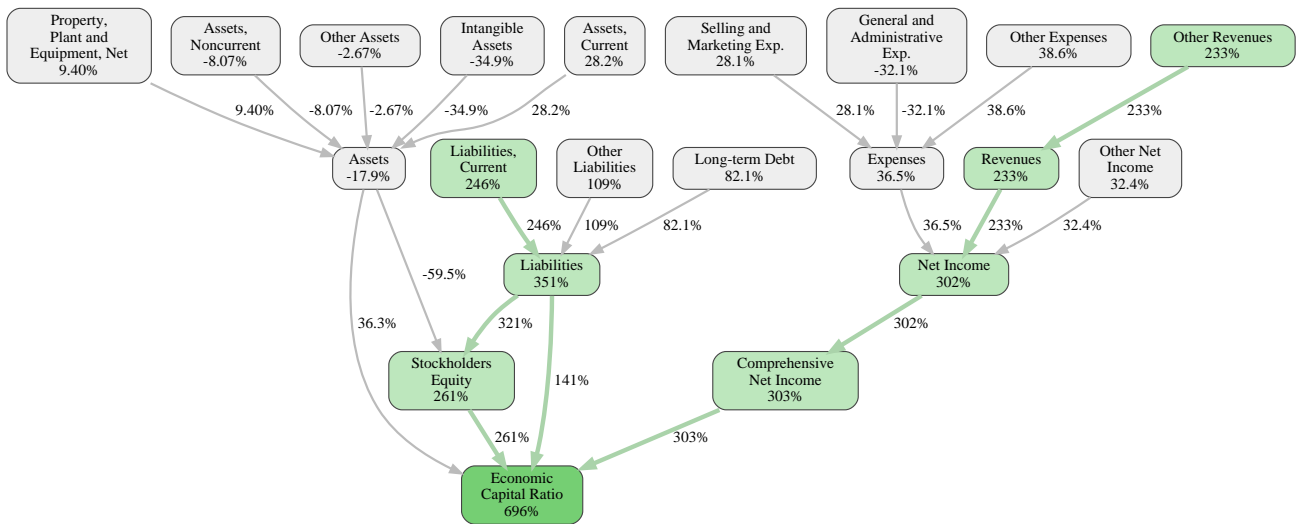 Property,
Plant and
Equipment, Net
9.40%
Assets,
Noncurrent
-8.07%
Other Assets
-2.67%
Intangible
Assets
-34.9%
Assets,
Current
28.2%
Selling and
Marketing Exp.
28.1%
General and
Administrative
Exp.
-32.1%
Other Expenses
38.6%
Other Revenues
233%
9.40%
-8.07%
-2.67%
-34.9%
28.2%
28.1%
-32.1%
38.6%
233%
Assets
-17.9%
Liabilities,
Current
246%
Other
Liabilities
109%
Long-term Debt
82.1%
Expenses
36.5%
Revenues
233%
Other Net
Income
32.4%
246%
109%
82.1%
36.5%
233%
32.4%
-59.5%
Liabilities
351%
Net Income
302%
36.3%
321%
302%
Stockholders
Equity
261%
141%
Comprehensive
Net Income
303%
261%
303%
Economic
Capital Ratio
696%